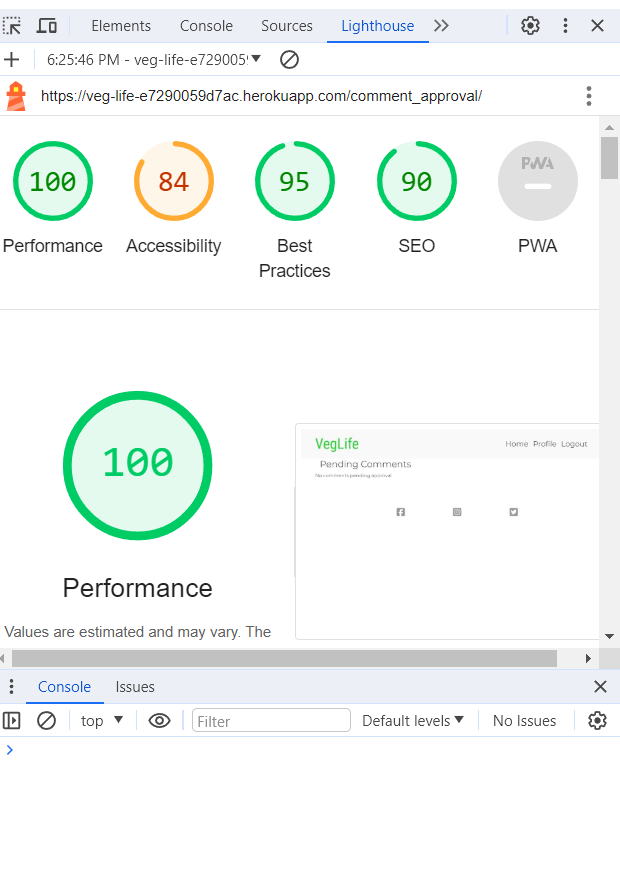 Elements Console Sources Lighthouse
6:25:46 PM - veg-life-e729005
https://veg-life-e7290059d7ac.herokuapp.com/comment_approval/
100 84 95 90 PWA
Performance Accessibility Best Practices SEO PWA
100
Performance
Values are estimated and may vary. The
VegLife Home Profile Logout
Pending Comments
No comments pending approval
Console Issues
top Filter Default levels No Issues